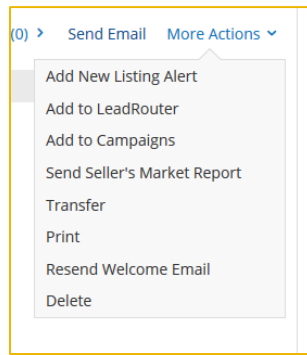 (0) > Send Email More Actions
Add New Listing Alert
Add to LeadRouter
Add to Campaigns
Send Seller's Market Report
Transfer
Print
Resend Welcome Email
Delete